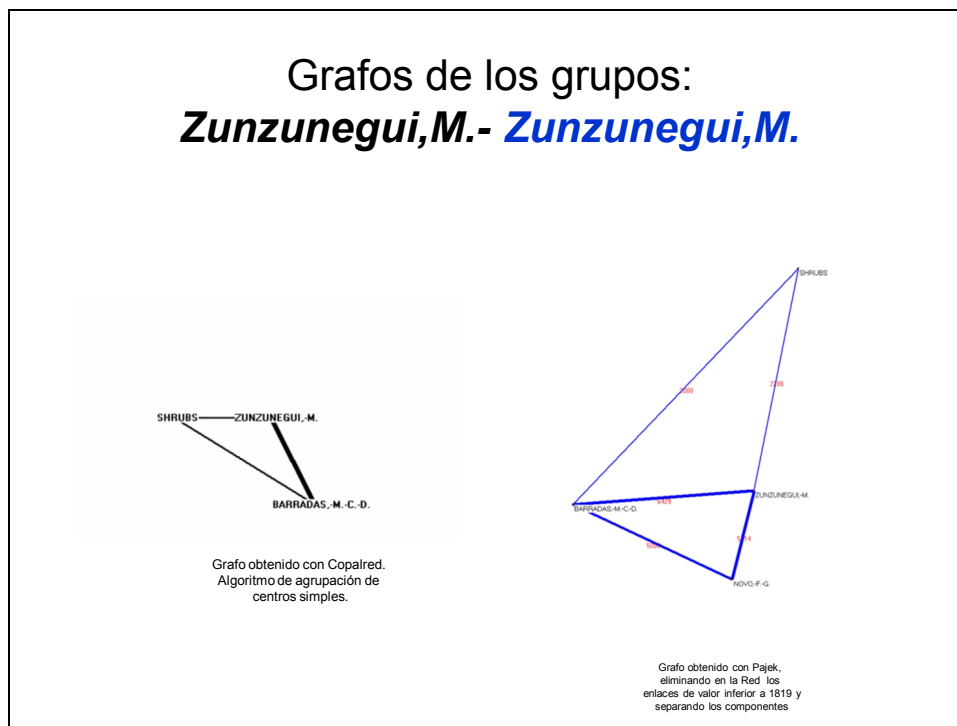 Grafos de los grupos:
Zunzunegui,M.- Zunzunegui,M.
SHRUBS
ZUNZUNEGUI,-M.
BARRADAS,-M.-C.-D.
Grafo obtenido con Copalred.
Algoritmo de agrupación de
centros simples.
SHRUBS
2286
ZUNZUNEGUI,-M.
6429
BARRADAS,-M.-C.-D.
NOVO,-F.-G.
Grafo obtenido con Pajek,
eliminando en la Red los
enlaces de valor inferior a 1819 y
separando los componentes